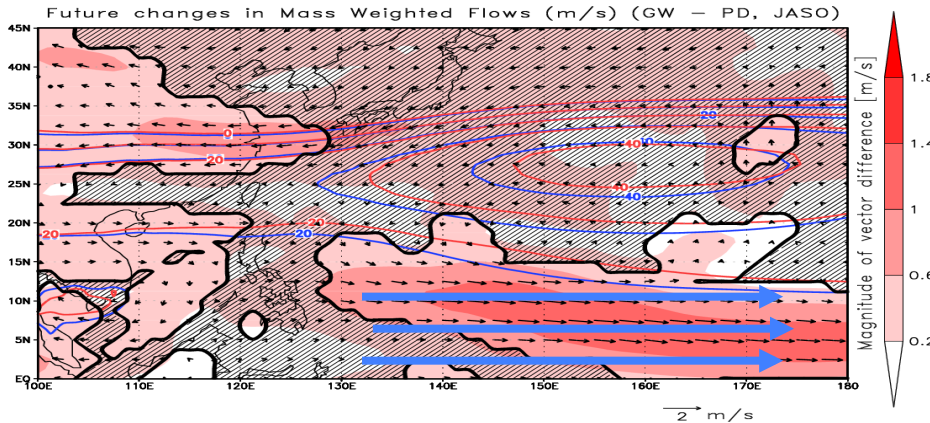 Future changes in Mass Weighted Flows (m/s) (GW − PD, JASO)
45N
40N
35N
30N
25N
20N
15N
10N
5N
EQ
100E
110E
120E
130E
140E
150E
160E
170E
180
0
20
20
20
20
20
40
40
40
1.8
1.4
1
0.6
0.2
Magnitude of vector difference [m/s]
2 m/s